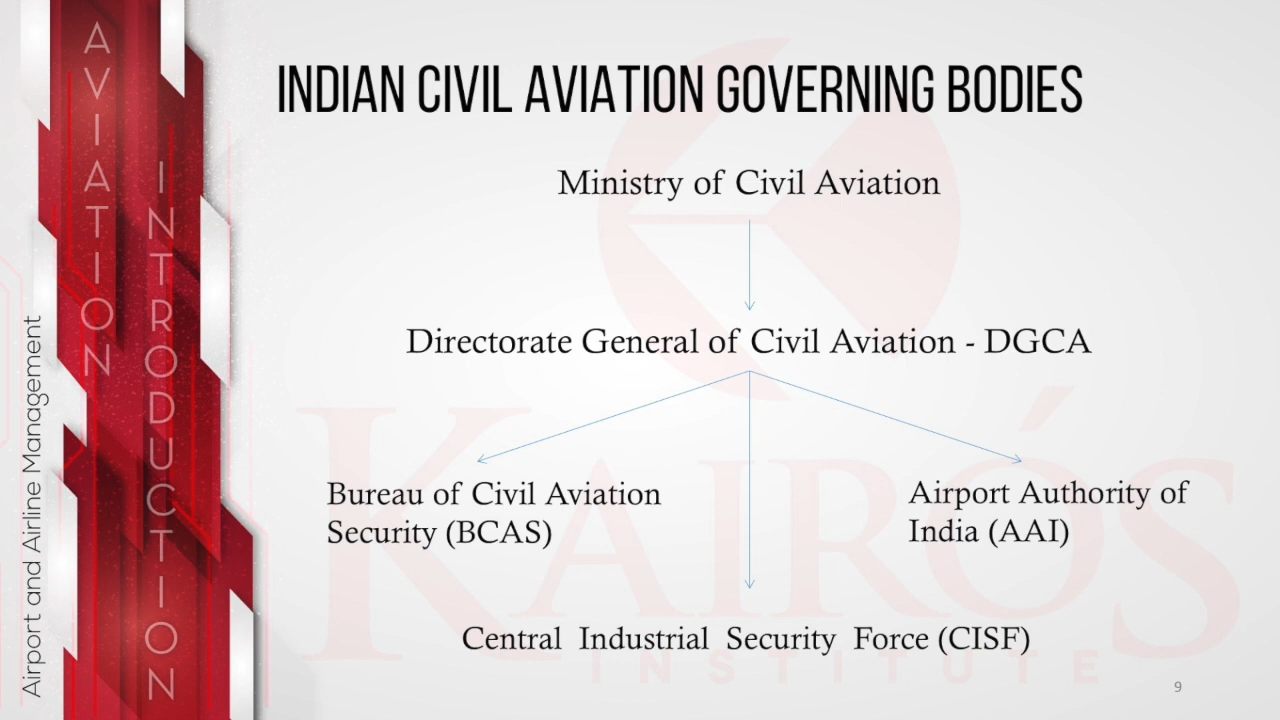 AVIATION
INTRODUCTION
Airport and Airline Management
INDIAN CIVIL AVIATION GOVERNING BODIES
Ministry of Civil Aviation
Directorate General of Civil Aviation - DGCA
Bureau of Civil Aviation
Security (BCAS)
Airport Authority of
India (AAI)
Central Industrial Security Force (CISF)
KAIRÓS
INSTITUTE
9